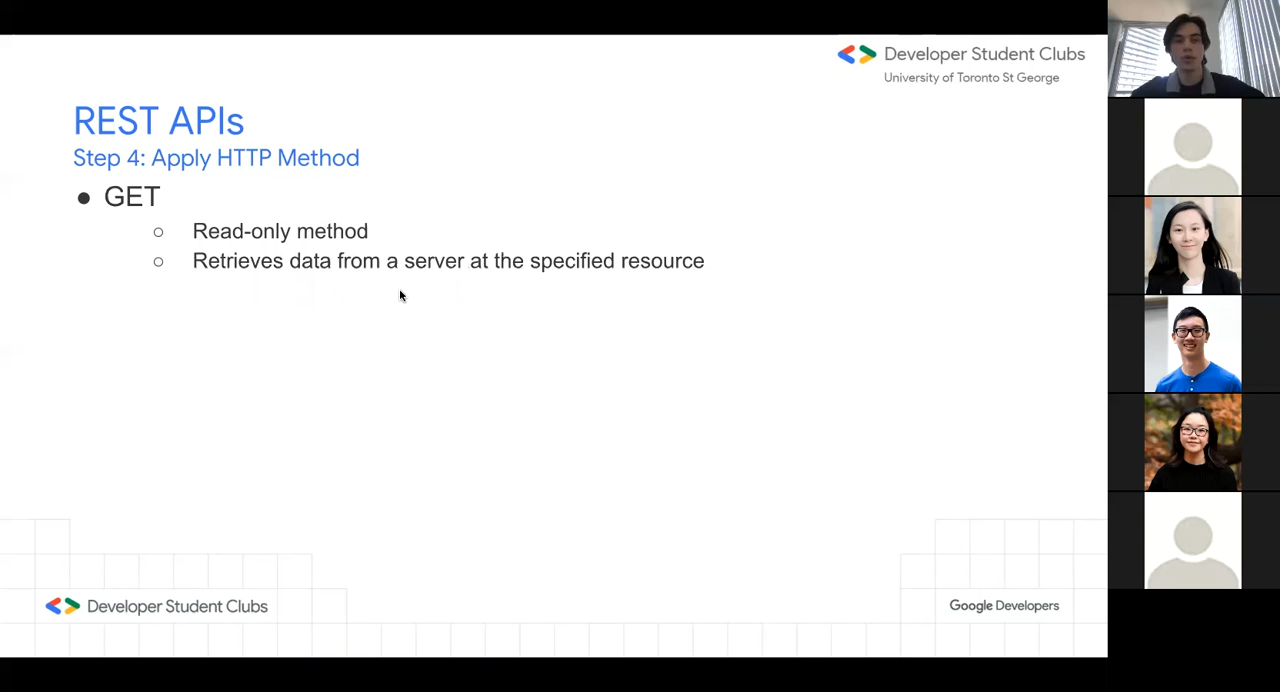 Developer Student Clubs
University of Toronto St George
REST APIs
Step 4: Apply HTTP Method
● GET
○ Read-only method
○ Retrieves data from a server at the specified resource
Developer Student Clubs
Google Developers